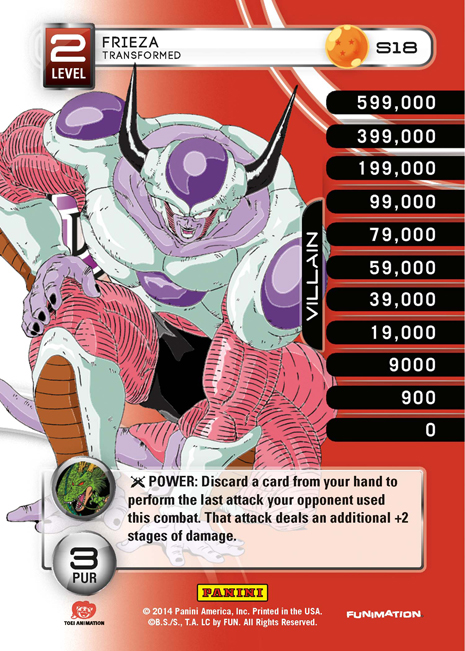 2
LEVEL
FRIEZA
TRANSFORMED
S18
599,000
399,000
199,000
99,000
79,000
59,000
39,000
19,000
9000
900
0
VILLAIN
POWER: Discard a card from your hand to
perform the last attack your opponent used
this combat. That attack deals an additional +2
stages of damage.
3
PUR
PANINI
TOEI ANIMATION
© 2014 Panini America, Inc. Printed in the USA.
©B.S./S., T.A. LC by FUN. All Rights Reserved.
FUNIMATION